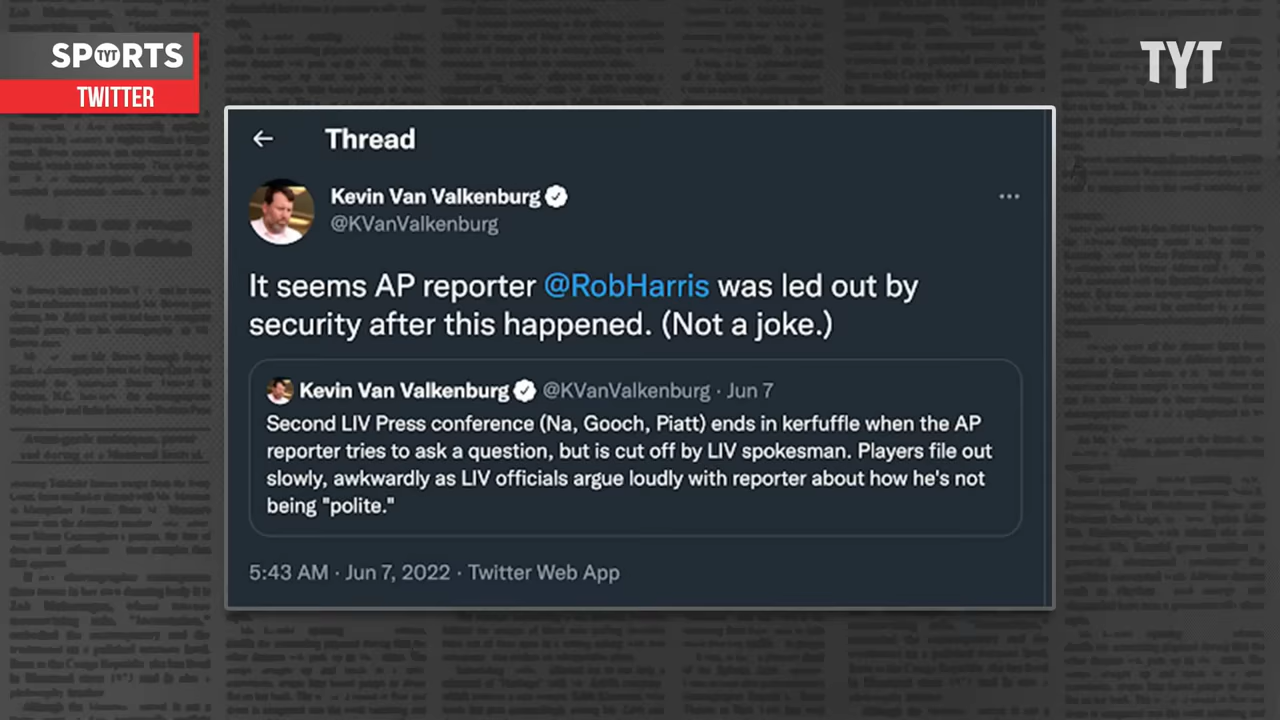 SPORTS
TYT
TWITTER
TYT
Thread
Kevin Van Valkenburg
@KVanValkenburg
It seems AP reporter @RobHarris was led out by
security after this happened. (Not a joke.)
Kevin Van Valkenburg @KVanValkenburg · Jun 7
Second LIV Press conference (Na, Gooch, Piatt) ends in kerfuffle when the AP
reporter tries to ask a question, but is cut off by LIV spokesman. Players file out
slowly, awkwardly as LIV officials argue loudly with reporter about how he's not
being "polite."
5:43 AM · Jun 7, 2022 · Twitter Web App